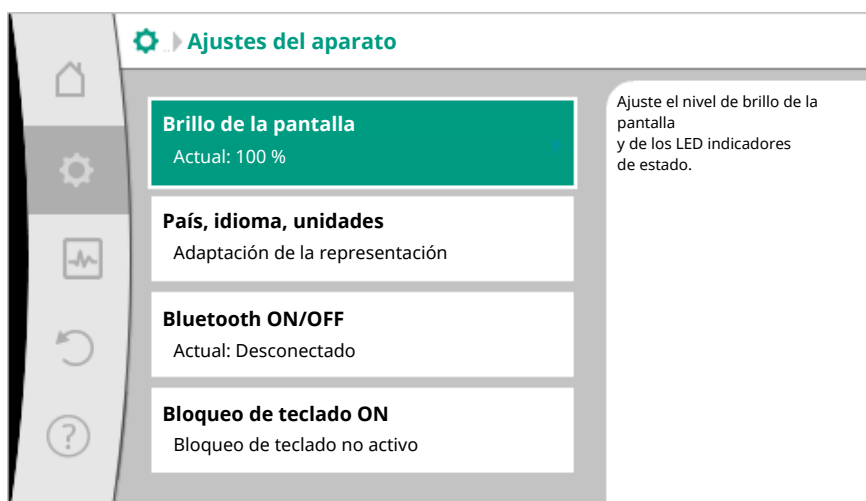 Ajustes del aparato
Brillo de la pantalla
Actual: 100 %
País, idioma, unidades
Adaptación de la representación
Bluetooth ON/OFF
Actual: Desconectado
Bloqueo de teclado ON
Bloqueo de teclado no activo
Ajuste el nivel de brillo de la
pantalla
y de los LED indicadores
de estado.
?